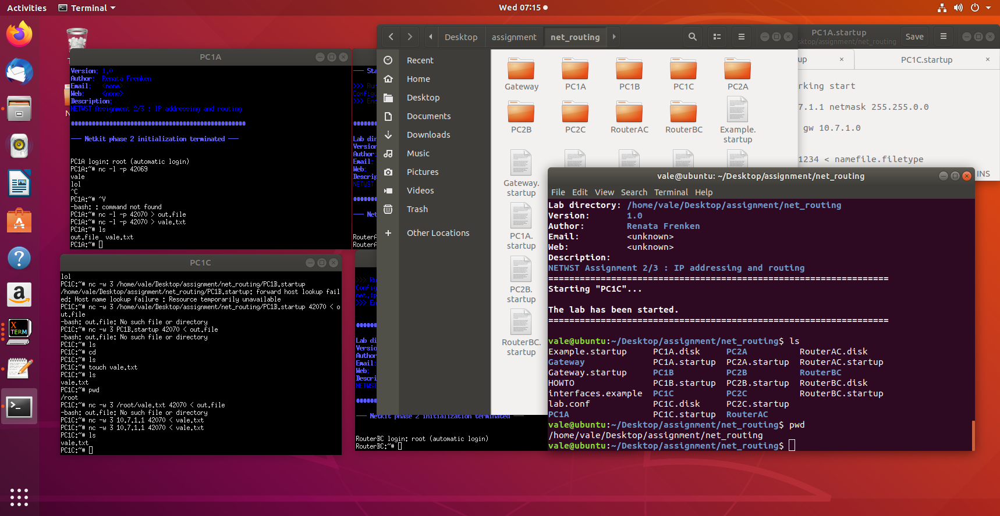 Activities
Terminal
Wed 07:15
PC1A
Version: 1.0
Author: Renata Frenken
Email: <none>
Web: <none>
Description:
NETWST Assignment 2/3 : IP addressing and routing
##################################################
--- Netkit phase 2 initialization terminated ---
PC1A login: root (automatic login)
PC1A:~# nc -l -p 42069
vale
lol
^C
PC1A:~# ^V
-bash: : command not found
PC1A:~# nc -l -p 42070 > out.file
PC1A:~# nc -l -p 42070 > vale.txt
PC1A:~# ls
out.file vale.txt
PC1A:~#
PC1C
lol
PC1C:~# nc -w 3 /home/vale/Desktop/assignment/net_routing/PC1B.startup
/home/vale/Desktop/assignment/net_routing/PC1B.startup: forward host lookup fail
ed: Host name lookup failure : Resource temporarily unavailable
PC1C:~# nc -w 3 /home/vale/Desktop/assignment/net_routing/PC1B.startup 42070 < o
ut.file
-bash: out.file: No such file or directory
PC1C:~# nc -w 3 PC1B.startup 42070 < out.file
-bash: out.file: No such file or directory
PC1C:~# ls
PC1C:~# cd
PC1C:~# ls
PC1C:~# touch vale.txt
PC1C:~# ls
vale.txt
PC1C:~# pwd
/root
PC1C:~# nc -w 3 /root/vale.txt 42070 < out.file
-bash: out.file: No such file or directory
PC1C:~# nc -w 3 10.7.1.1 42070 < vale.txt
PC1C:~# nc -w 3 10.7.1.1 42070 < vale.txt
PC1C:~# ls
vale.txt
PC1C:~#
--- Sta
>>> Ru
Config
>>> En
Lab dir
Version
Author:
Email:
Web:
Descrip
NETWST
--- Net
RouterA
RouterA
Config
net.ip
>>> En
Lab di
Versio
Author
Email:
Web:
Descri
NETWST
--- Netkit phase 2 initialization terminated ---
RouterBC login: root (automatic login)
RouterBC:~#
Desktop
assignment
net_routing
Recent
Home
Desktop
Documents
Downloads
Music
Pictures
Videos
Trash
Other Locations
Gateway
PC1A
PC1B
PC1C
PC2A
PC2B
PC2C
RouterAC
RouterBC
Example.
startup
Gateway.
startup
PC1A.
startup
PC2B.
startup
RouterBC.
startup
PC1A.startup
sktop/assignment/net_routing
Save
up
PC1C.startup
rking start
7.1.1 netmask 255.255.0.0
gw 10.7.1.0
1234 < namefile.filetype
INS
vale@ubuntu: ~/Desktop/assignment/net_routing
File Edit View Search Terminal Help
Lab directory: /home/vale/Desktop/assignment/net_routing
Version: 1.0
Author: Renata Frenken
Email: <unknown>
Web: <unknown>
Description:
NETWST Assignment 2/3 : IP addressing and routing
=================================================================
Starting "PC1C"...
The lab has been started.
=================================================================
vale@ubuntu:~/Desktop/assignment/net_routing$ ls
Example.startup PC1A.disk PC2A RouterAC.disk
Gateway PC1A.startup PC2A.startup RouterAC.startup
Gateway.startup PC1B PC2B RouterBC
HOWTO PC1B.startup PC2B.startup RouterBC.disk
interfaces.example PC1C PC2C RouterBC.startup
lab.conf PC1C.disk PC2C.startup
PC1A PC1C.startup RouterAC
vale@ubuntu:~/Desktop/assignment/net_routing$ pwd
/home/vale/Desktop/assignment/net_routing
vale@ubuntu:~/Desktop/assignment/net_routing$